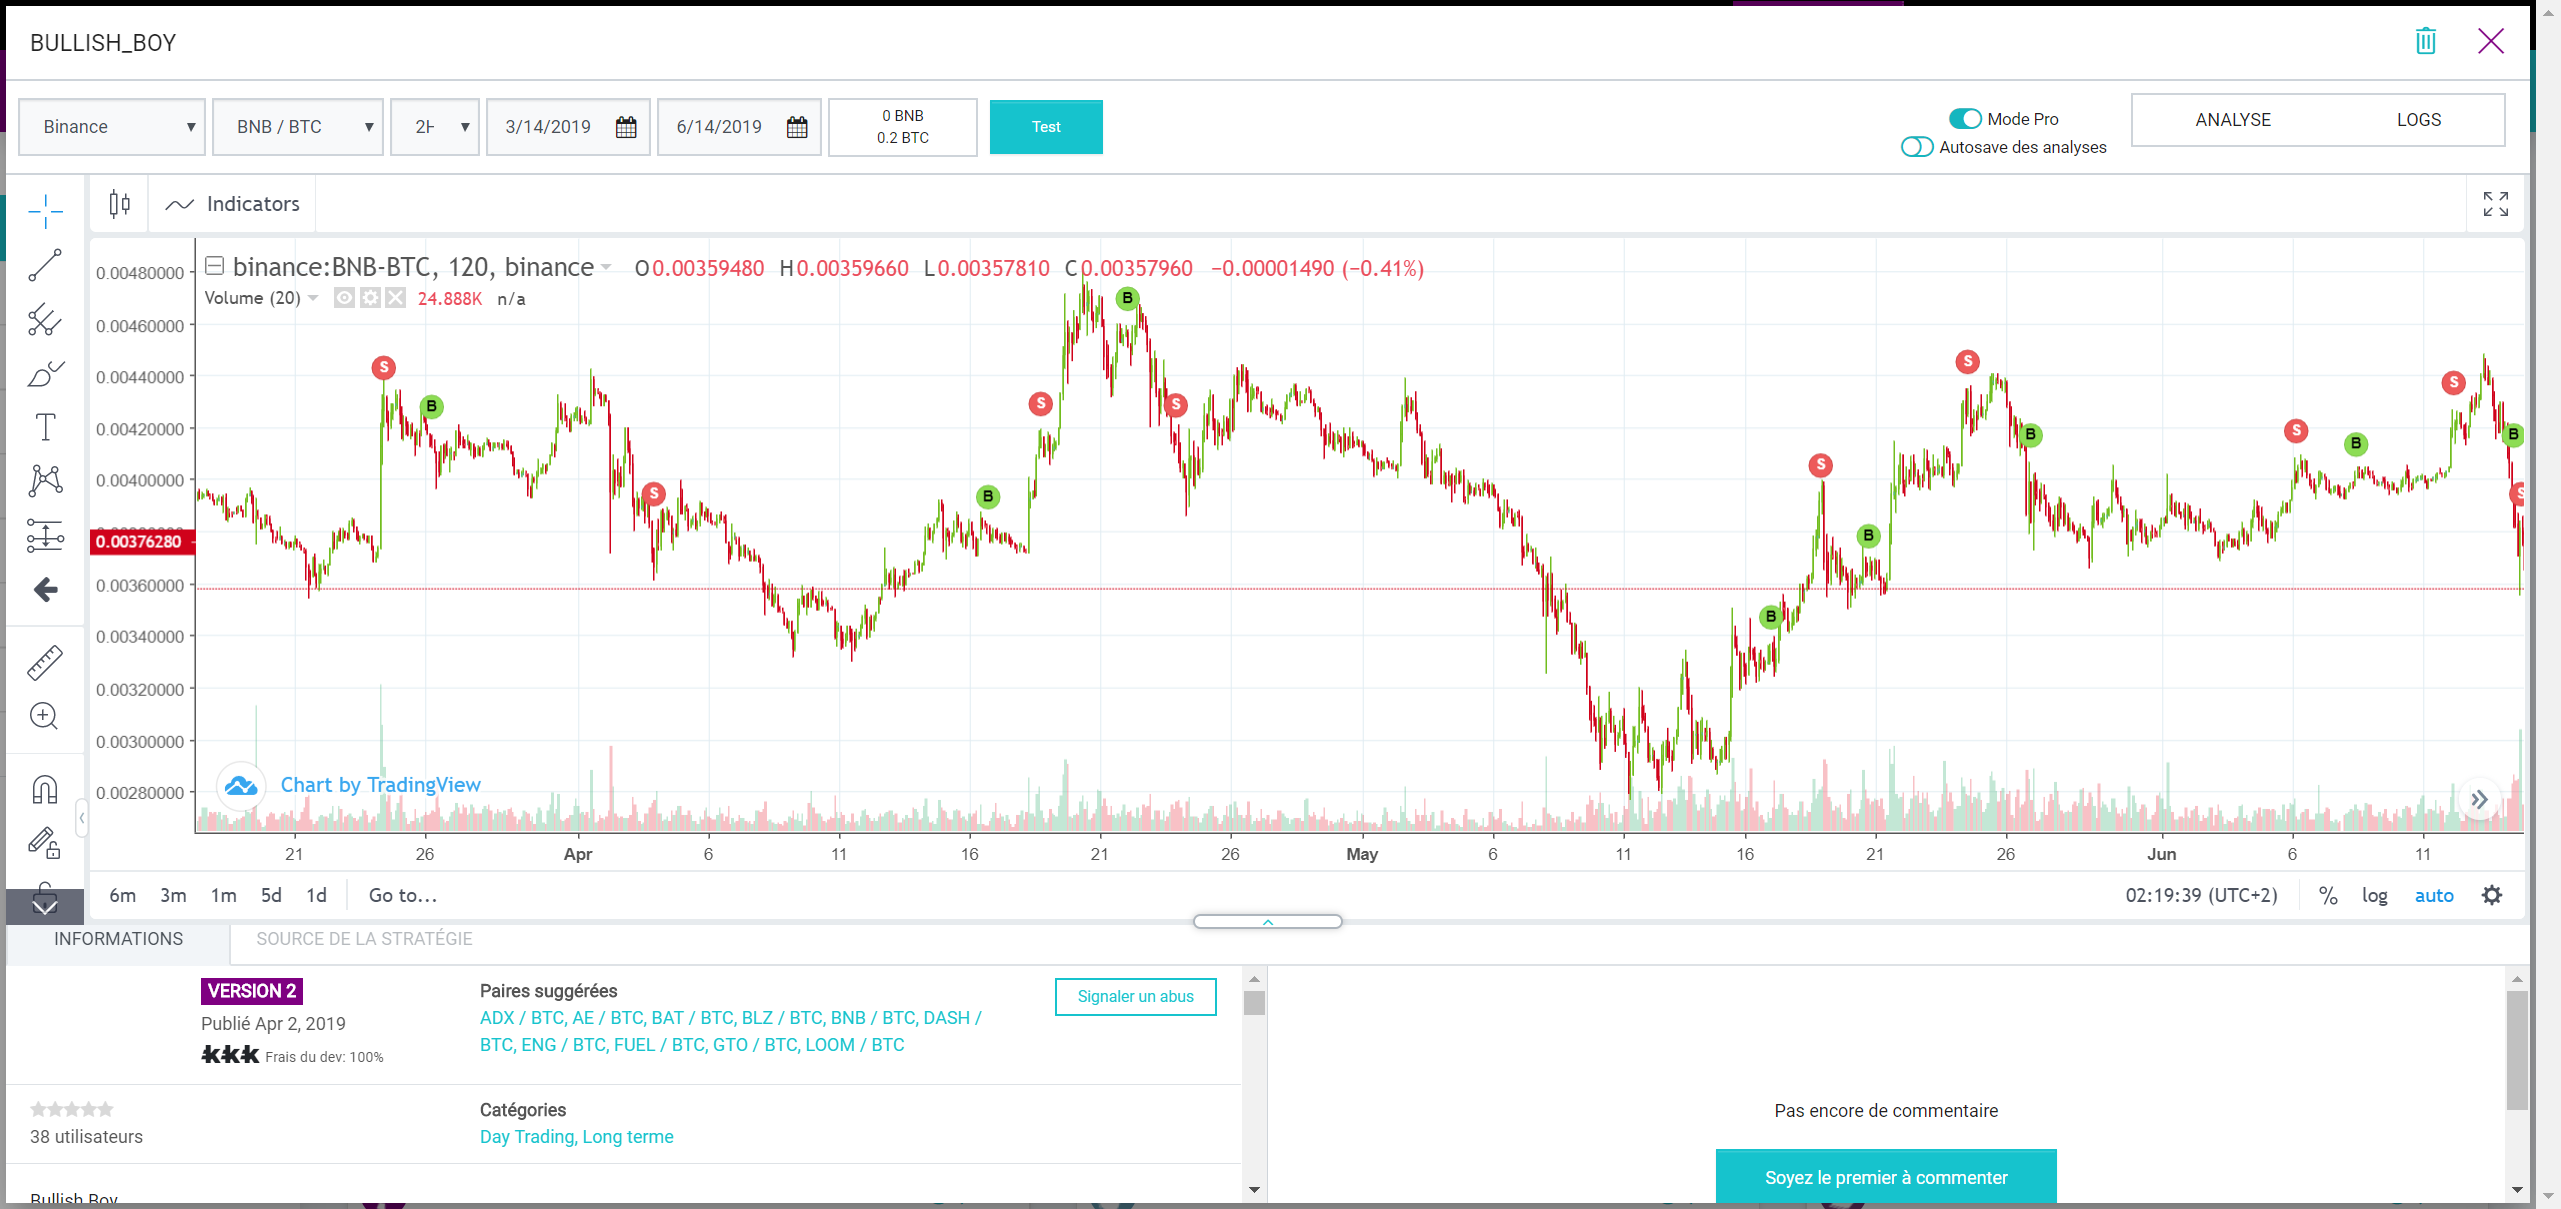 BULLISH_BOY
Binance
BNB / BTC
3/14/2019
6/14/2019
0 BNB
0.2 BTC
Test
Mode Pro
Autosave des analyses
ANALYSE
LOGS
Indicators
binance:BNB-BTC, 120, binance O0.00359480 H0.00359660 L0.00357810 C0.00357960 −0.00001490 (−0.41%)
Volume (20) 24.888K n/a
0.00480000
0.00460000
0.00440000
0.00420000
0.00400000
0.00376280
0.00360000
0.00340000
0.00320000
0.00300000
0.00280000
S
B
S
B
S
B
S
B
S
B
S
B
S
B
S
B
S
Chart by TradingView
21 26 Apr 6 11 16 21 26 May 6 11 16 21 26 Jun 6 11
6m 3m 1m 5d 1d Go to...
02:19:39 (UTC+2) % log auto
INFORMATIONS
SOURCE DE LA STRATÉGIE
VERSION 2
Publié Apr 2, 2019
Frais du dev: 100%
Paires suggérées
ADX / BTC, AE / BTC, BAT / BTC, BLZ / BTC, BNB / BTC, DASH /
BTC, ENG / BTC, FUEL / BTC, GTO / BTC, LOOM / BTC
Signaler un abus
38 utilisateurs
Catégories
Day Trading, Long terme
Bullish Boy
Pas encore de commentaire
Soyez le premier à commenter